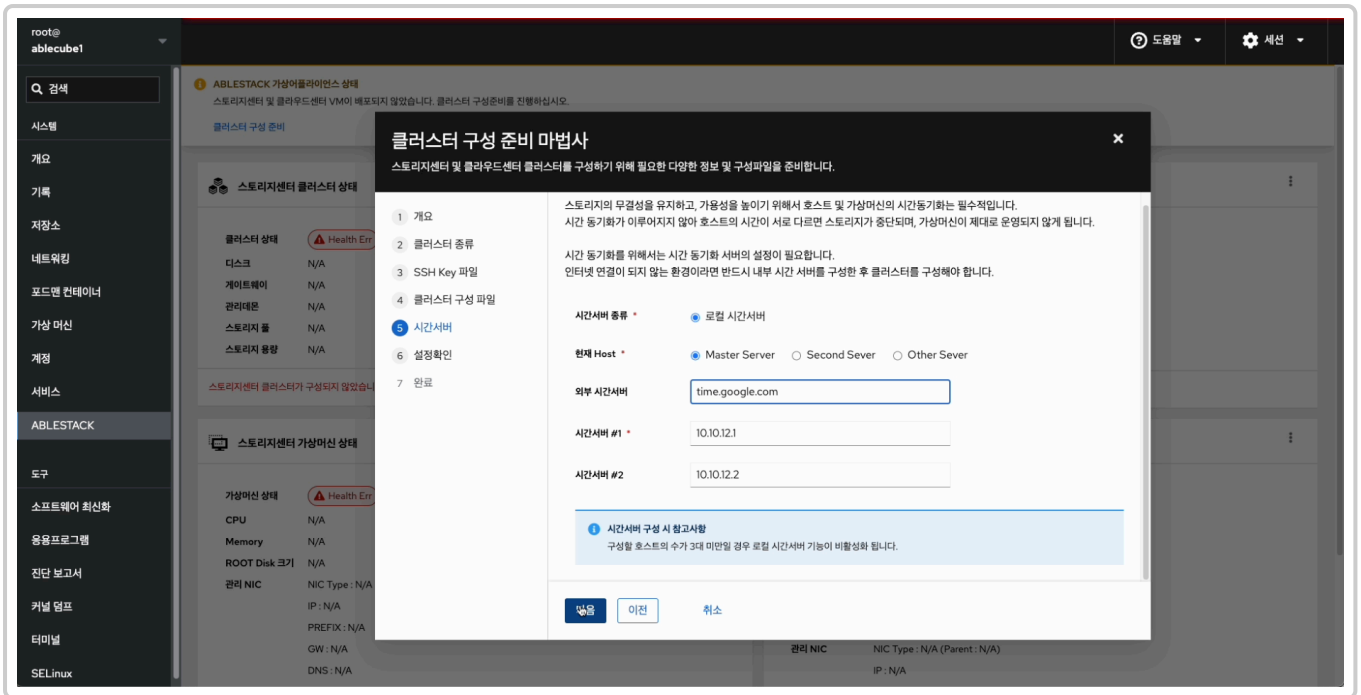 root@
ablecube1
도움말
세션
검색
시스템
개요
기록
저장소
네트워킹
포드맨 컨테이너
가상 머신
계정
서비스
ABLESTACK
도구
소프트웨어 최신화
응용프로그램
진단 보고서
커널 덤프
터미널
SELinux
ABLESTACK 가상어플라이언스 상태
스토리지센터 및 클라우드센터 VM이 배포되지 않았습니다. 클러스터 구성준비를 진행하십시오.
클러스터 구성 준비
스토리지센터 클러스터 상태
클러스터 상태 Health Err
디스크 N/A
게이트웨이 N/A
관리데몬 N/A
스토리지 풀 N/A
스토리지 용량 N/A
스토리지센터 클러스터가 구성되지 않았습니
스토리지센터 가상머신 상태
가상머신 상태 Health Err
CPU N/A
Memory N/A
ROOT Disk 크기 N/A
관리 NIC NIC Type : N/A
IP : N/A
PREFIX : N/A
GW : N/A
DNS : N/A
클러스터 구성 준비 마법사
스토리지센터 및 클라우드센터 클러스터를 구성하기 위해 필요한 다양한 정보 및 구성파일을 준비합니다.
1 개요
2 클러스터 종류
3 SSH Key 파일
4 클러스터 구성 파일
5 시간서버
6 설정확인
7 완료
스토리지의 무결성을 유지하고, 가용성을 높이기 위해서 호스트 및 가상머신의 시간동기화는 필수적입니다.
시간 동기화가 이루어지지 않아 호스트의 시간이 서로 다르면 스토리지가 중단되며, 가상머신이 제대로 운영되지 않게 됩니다.
시간 동기화를 위해서는 시간 동기화 서버의 설정이 필요합니다.
인터넷 연결이 되지 않는 환경이라면 반드시 내부 시간 서버를 구성한 후 클러스터를 구성해야 합니다.
시간서버 종류 * 로컬 시간서버
현재 Host * Master Server Second Sever Other Sever
외부 시간서버 time.google.com
시간서버 #1 * 10.10.12.1
시간서버 #2 10.10.12.2
시간서버 구성 시 참고사항
구성할 호스트의 수가 3대 미만일 경우 로컬 시간서버 기능이 비활성화 됩니다.
이전 취소
관리 NIC NIC Type : N/A (Parent : N/A)
IP : N/A